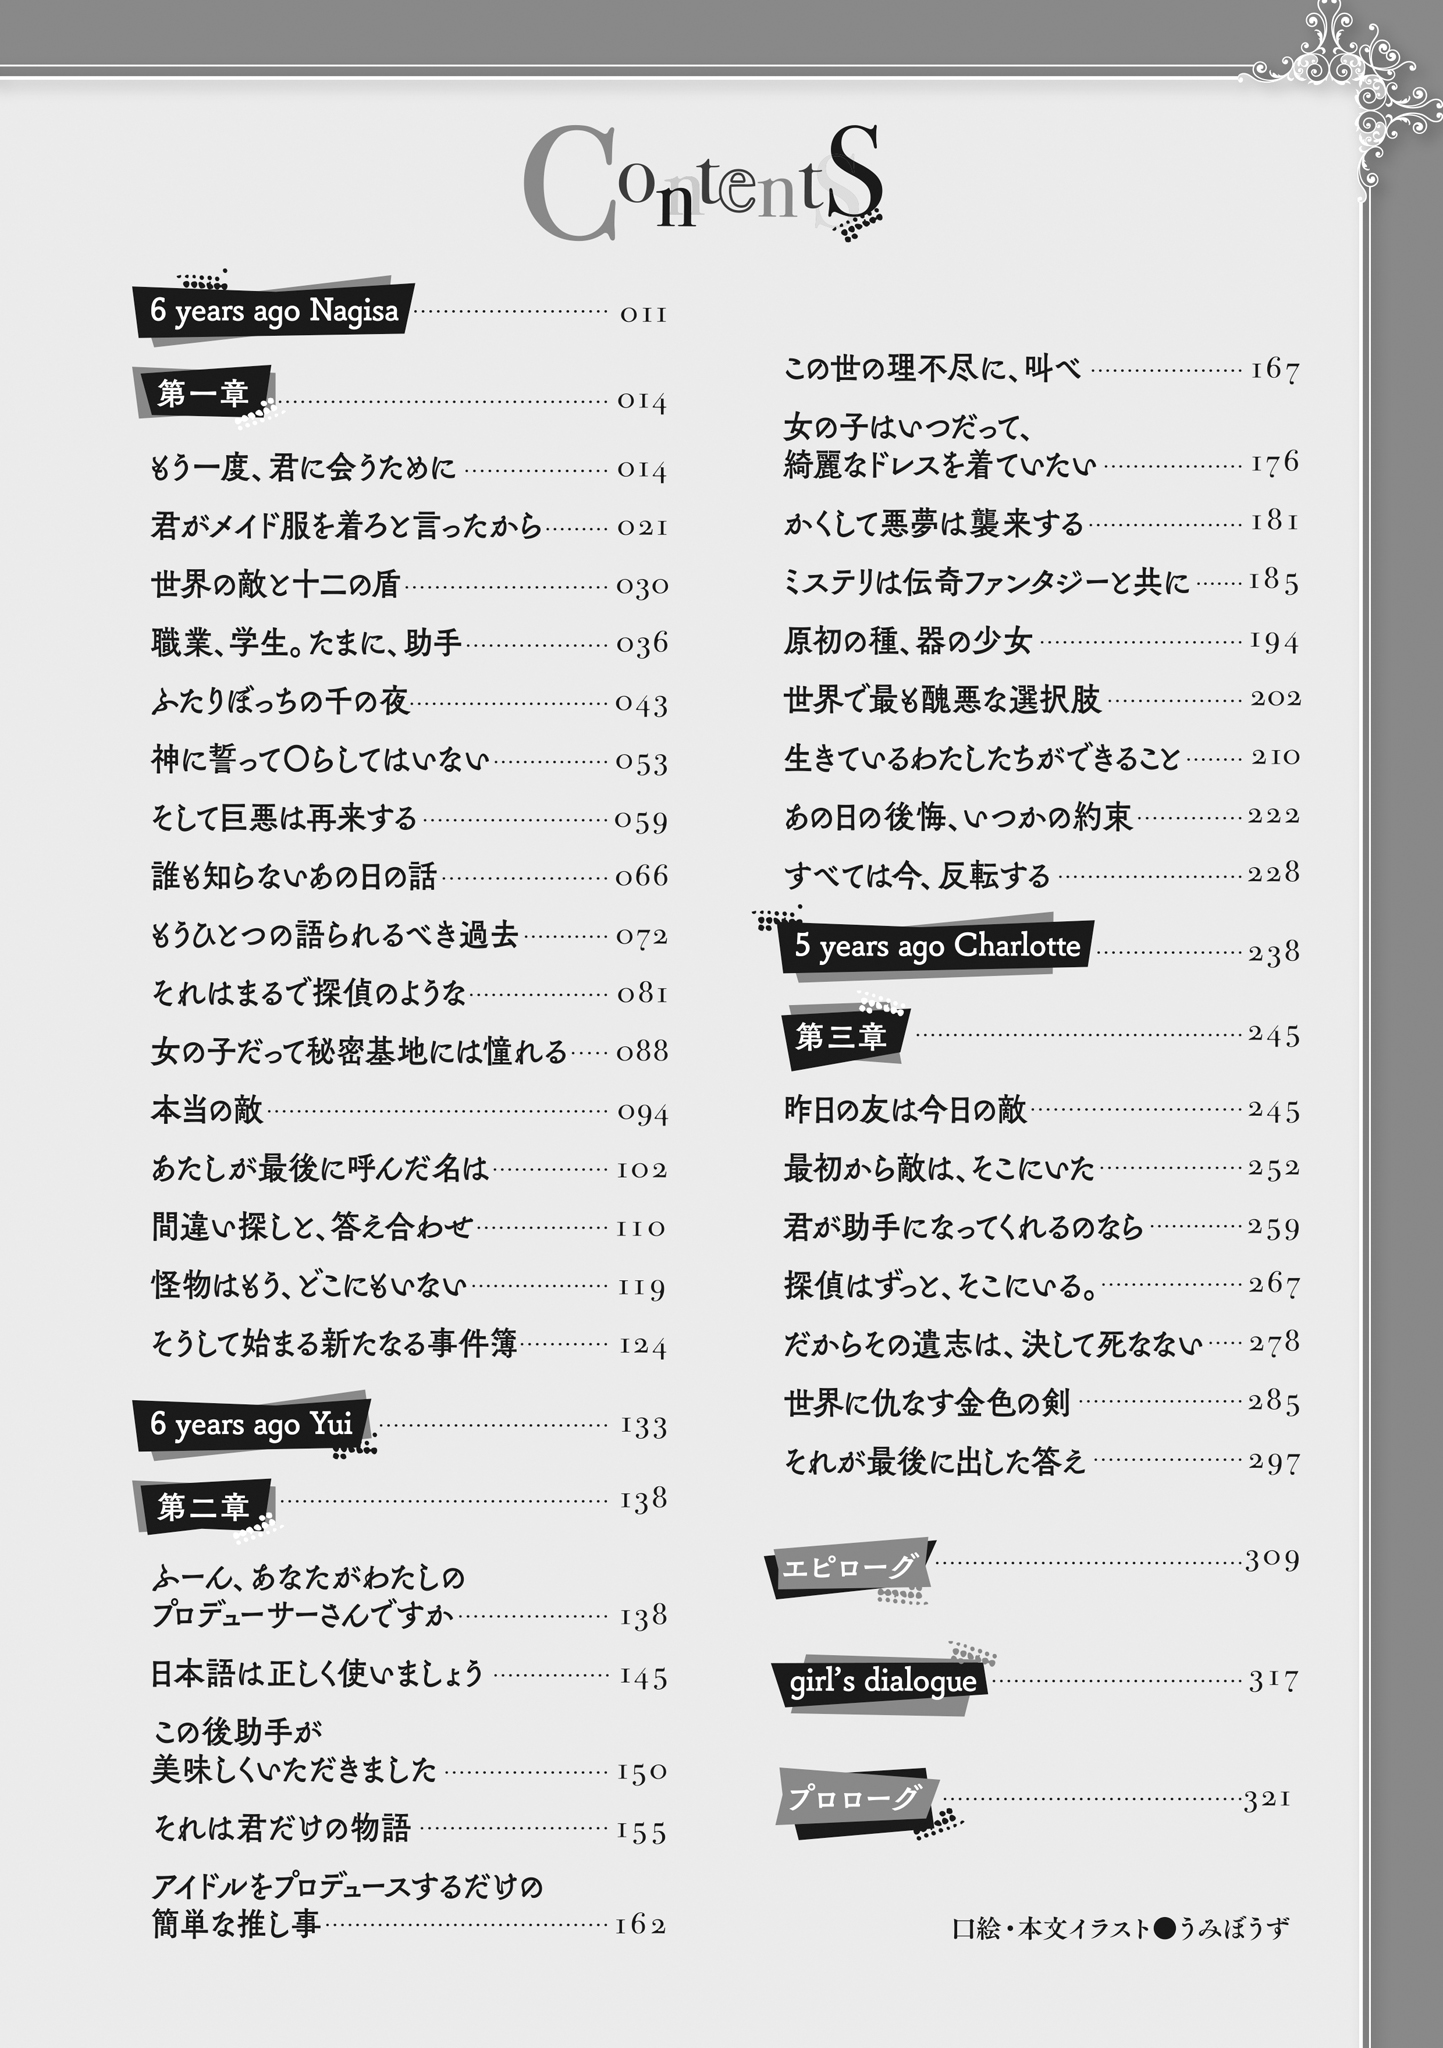 Contents
6 years ago Nagisa 011
第一章 014
もう一度、君に会うために 014
君がメイド服を着ろと言ったから 021
世界の敵と十二の盾 030
職業、学生。たまに、助手 036
ふたりぼっちの千の夜 043
神に誓って〇らしてはいない 053
そして巨悪は再来する 059
誰も知らないあの日の話 066
もうひとつの語られるべき過去 072
それはまるで探偵のような 081
女の子だって秘密基地には憧れる 088
本当の敵 094
あたしが最後に呼んだ名は 102
間違い探しと、答え合わせ 110
怪物はもう、どこにもいない 119
そうして始まる新たなる事件簿 124
6 years ago Yui 133
第二章 138
ふーん、あなたがわたしの
プロデューサーさんですか 138
日本語は正しく使いましょう 145
この後助手が
美味しくいただきました 150
それは君だけの物語 155
アイドルをプロデュースするだけの
簡単な推し事 162
この世の理不尽に、叫べ 167
女の子はいつだって、
綺麗なドレスを着ていたい 176
かくして悪夢は襲来する 181
ミステリは伝奇ファンタジーと共に 185
原初の種、器の少女 194
世界で最も醜悪な選択肢 202
生きているわたしたちができること 210
あの日の後悔、いつかの約束 222
すべては今、反転する 228
5 years ago Charlotte 238
第三章 245
昨日の友は今日の敵 245
最初から敵は、そこにいた 252
君が助手になってくれるのなら 259
探偵はずっと、そこにいる。 267
だからその遺志は、決して死なない 278
世界に仇なす金色の剣 285
それが最後に出した答え 297
エピローグ 309
girl's dialogue 317
プロローグ 321
口絵・本文イラスト●うみぼうず